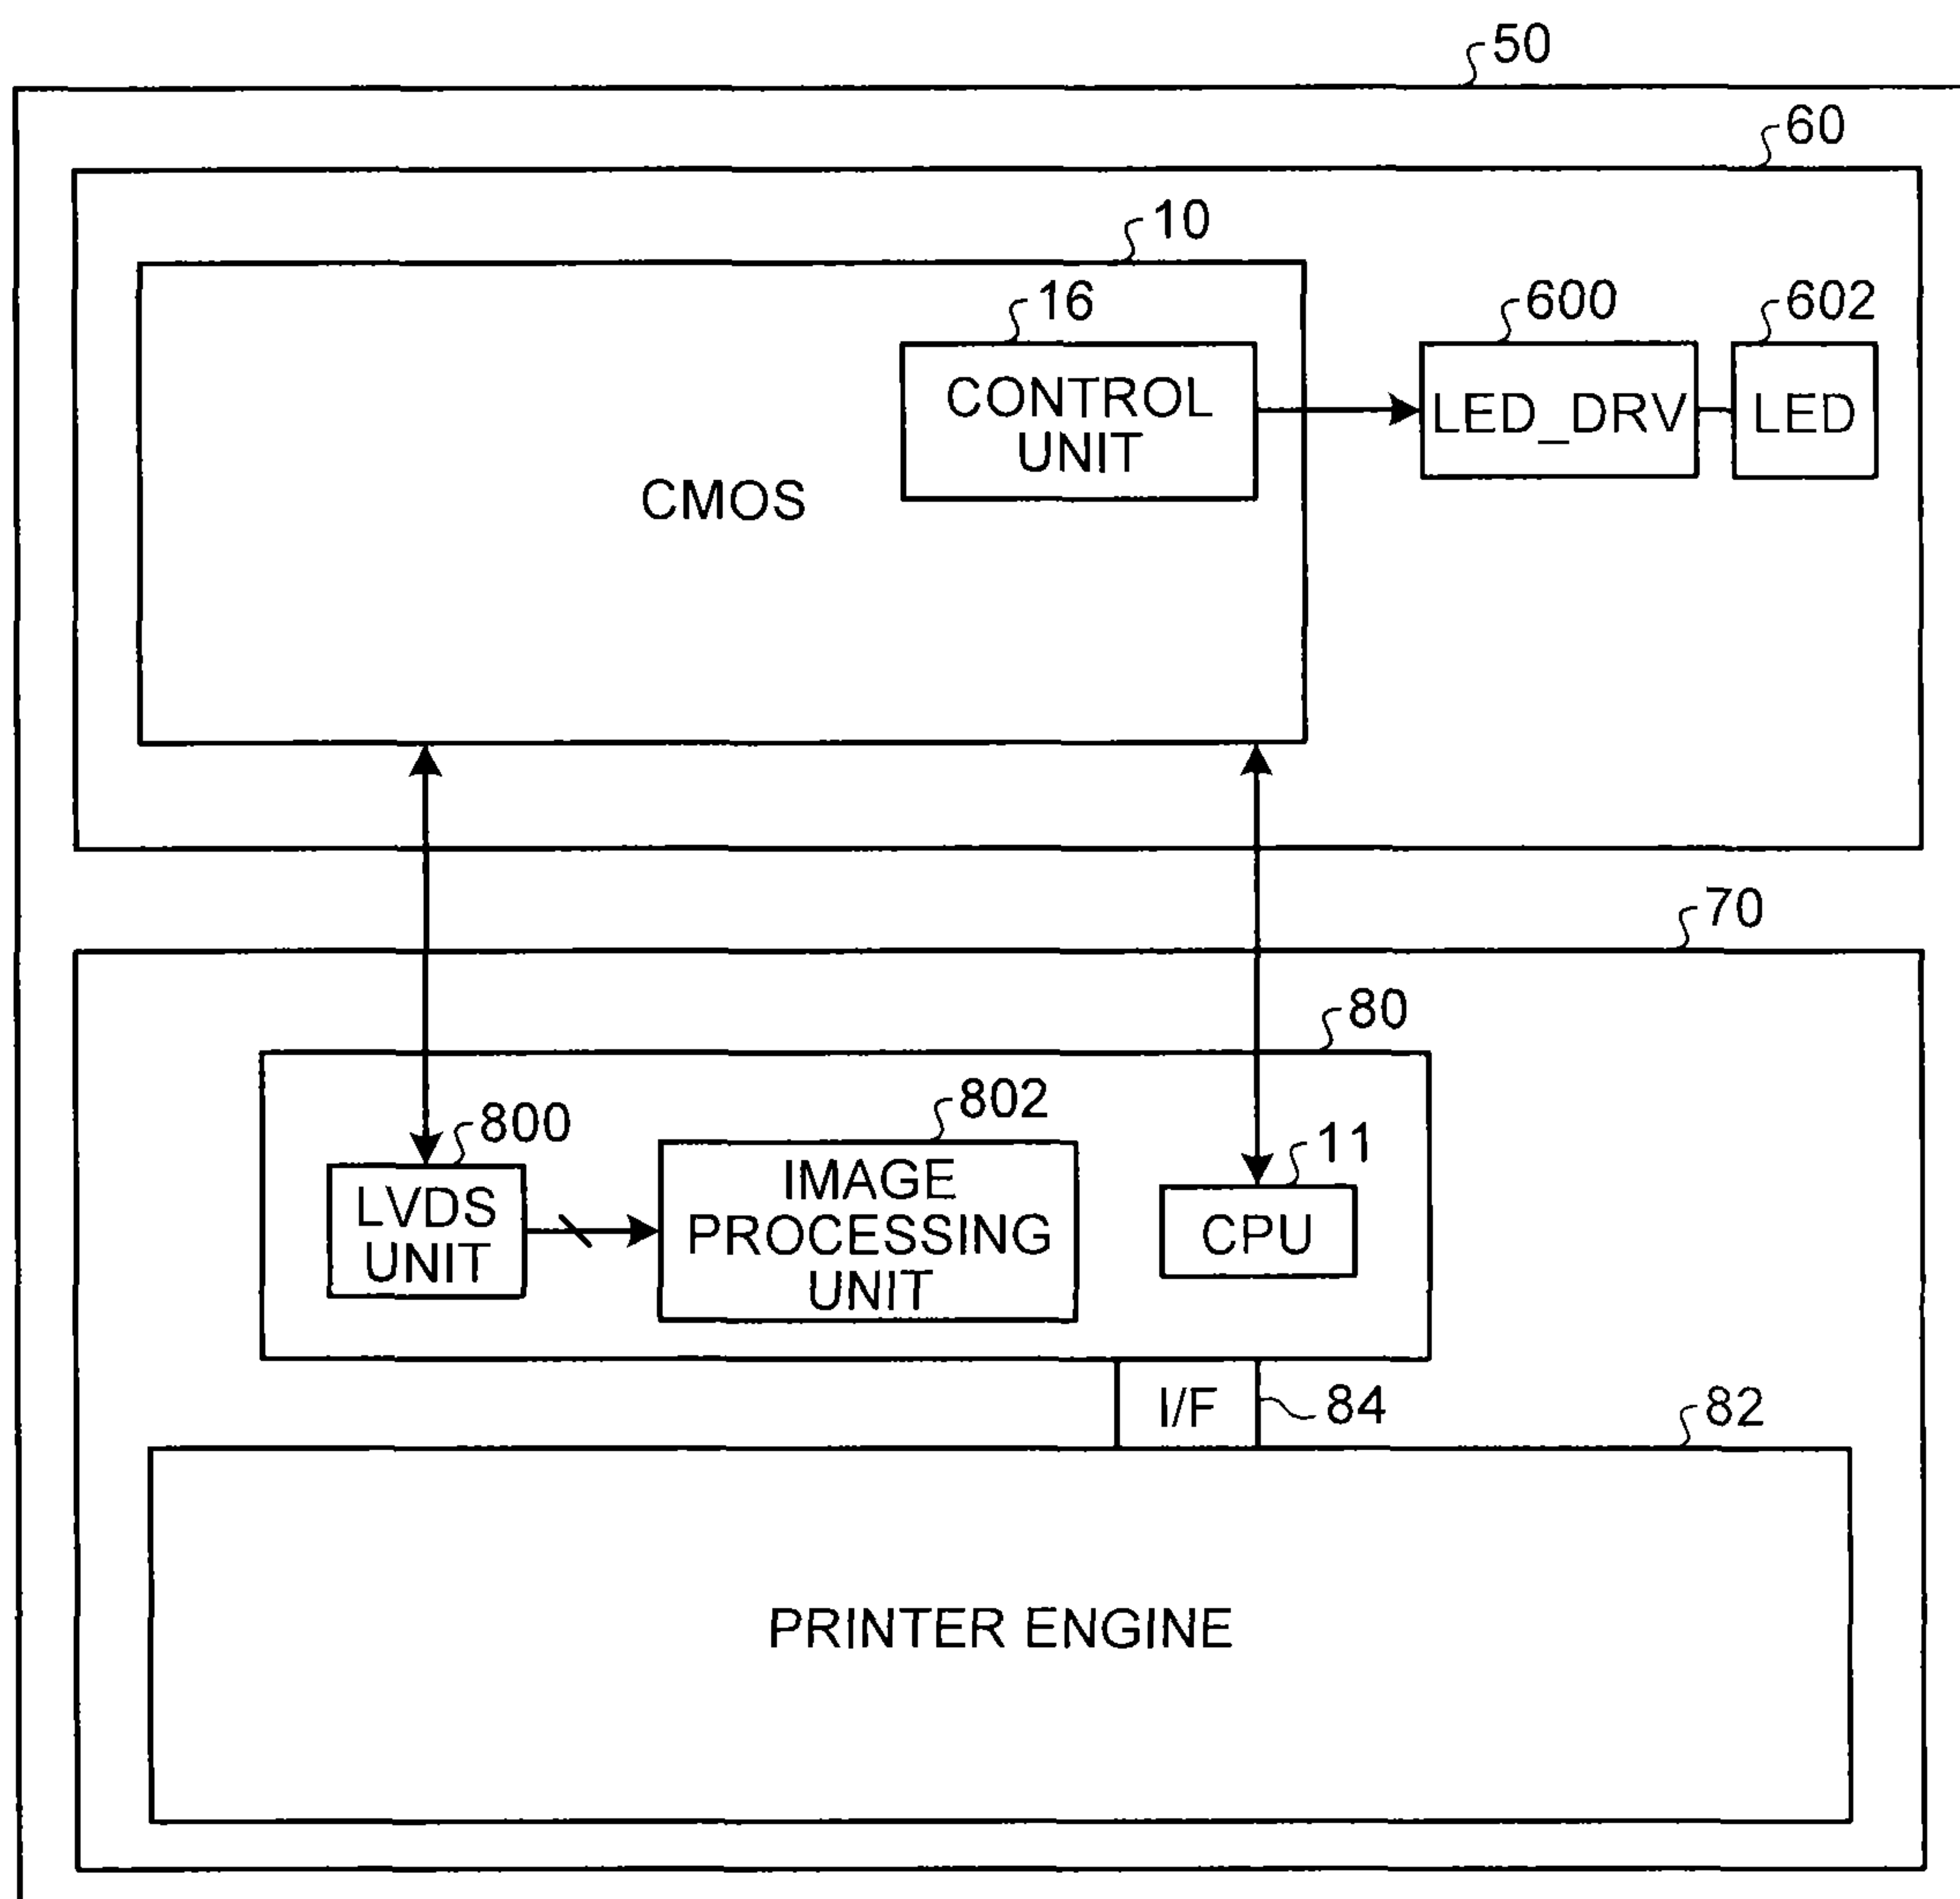 50
60
10
16
600
602
CONTROL
UNIT
LED_DRV
LED
CMOS
70
80
800
802
11
LVDS
UNIT
IMAGE
PROCESSING
UNIT
CPU
I/F
84
82
PRINTER ENGINE